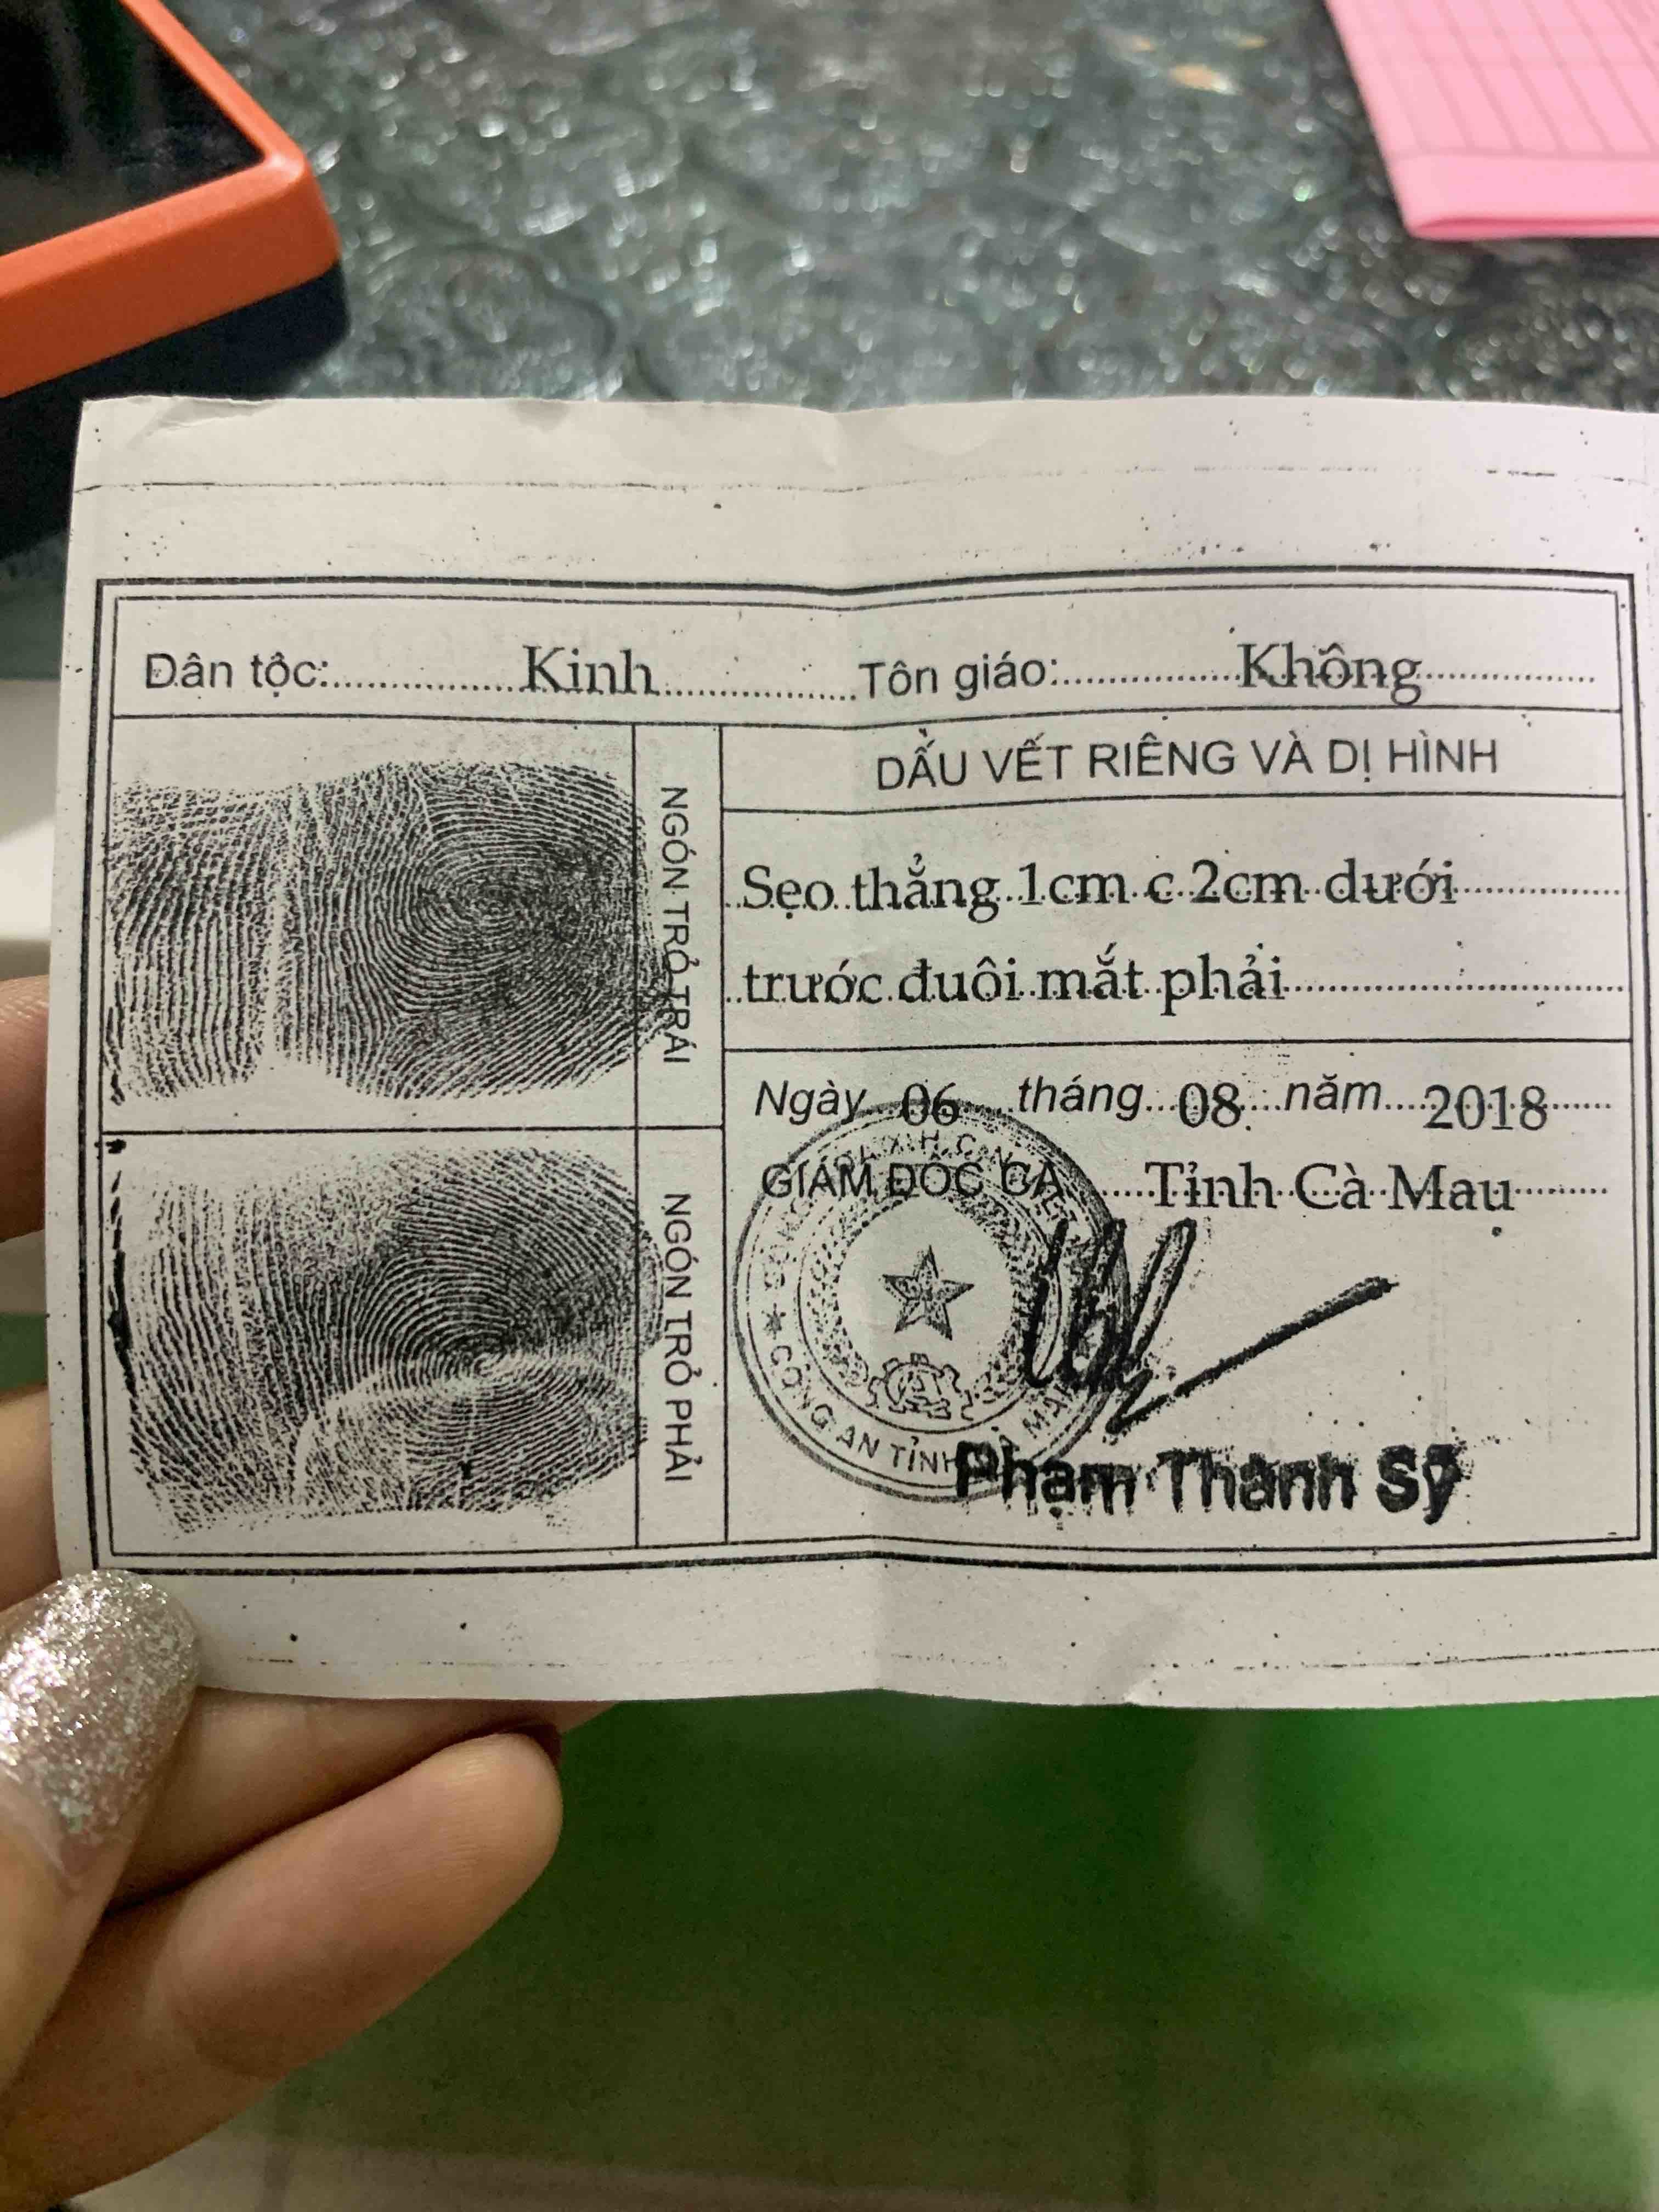 Dân tộc: Kinh Tôn giáo: Không
NGÓN TRỎ TRÁI
NGÓN TRỎ PHẢI
DẤU VẾT RIÊNG VÀ DỊ HÌNH
Sẹo thẳng 1cm c 2cm dưới
trước đuôi mắt phải
Ngày 06 tháng 08 năm 2018
GIÁM ĐỐC CA Tỉnh Cà Mau
CÔNG AN TỈNH MAU
Phạm Thành Sỹ